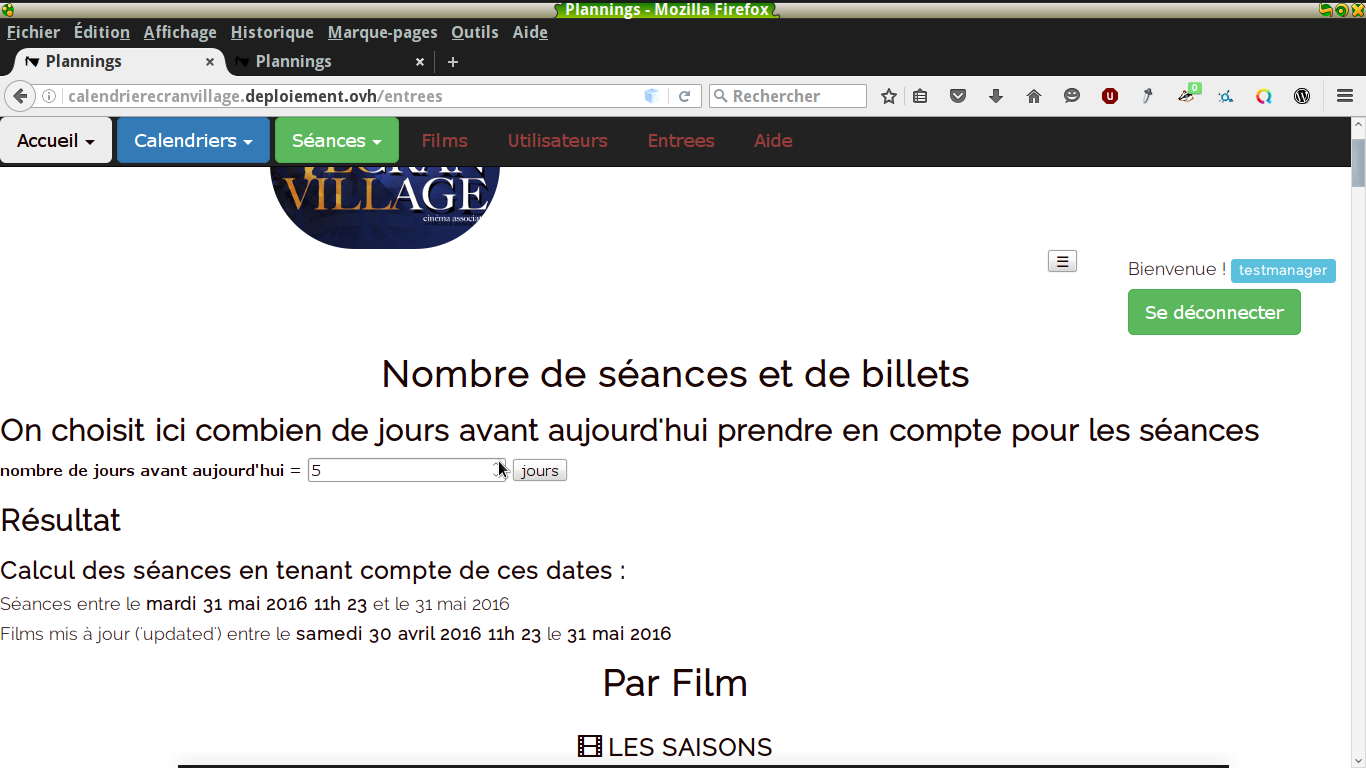 Plannings - Mozilla Firefox
Fichier Édition Affichage Historique Marque-pages Outils Aide
Plannings × Plannings × +
calendrierecranvillage.deploiement.ovh/entrees Rechercher 0
Accueil Calendriers Séances Films Utilisateurs Entrees Aide
VILLAGE
☰
Bienvenue ! testmanager
Se déconnecter
Nombre de séances et de billets
On choisit ici combien de jours avant aujourd'hui prendre en compte pour les séances
nombre de jours avant aujourd'hui = 5 jours
Résultat
Calcul des séances en tenant compte de ces dates :
Séances entre le mardi 31 mai 2016 11h 23 et le 31 mai 2016
Films mis à jour ('updated') entre le samedi 30 avril 2016 11h 23 le 31 mai 2016
Par Film
LES SAISONS